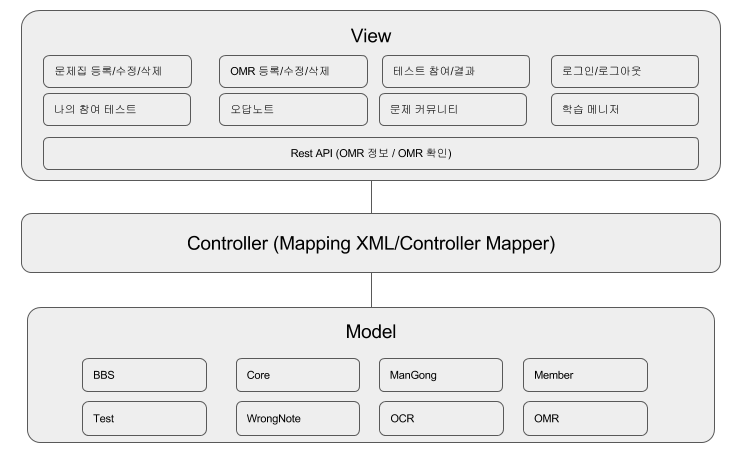 View
문제집 등록/수정/삭제
OMR 등록/수정/삭제
테스트 참여/결과
로그인/로그아웃
나의 참여 테스트
오답노트
문제 커뮤니티
학습 메니저
Rest API (OMR 정보 / OMR 확인)
Controller (Mapping XML/Controller Mapper)
Model
BBS
Core
ManGong
Member
Test
WrongNote
OCR
OMR